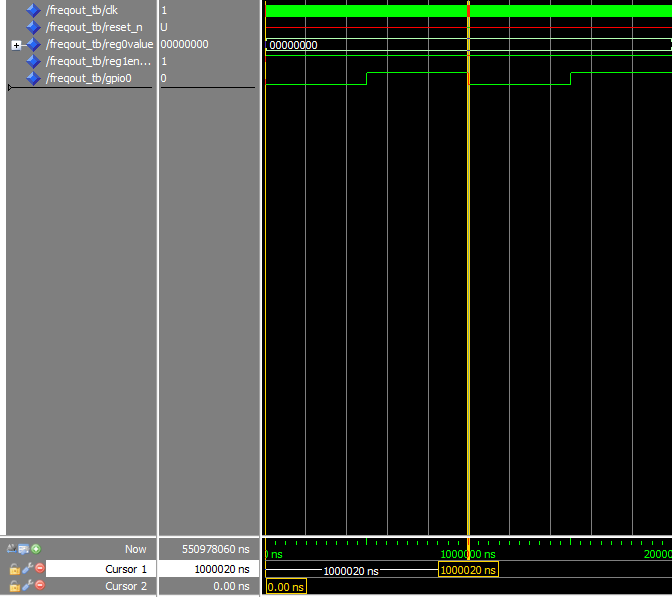 /freqout_tb/clk 1
/freqout_tb/reset_n U
/freqout_tb/reg0value 00000000 00000000
/freqout_tb/reg1en... 1
/freqout_tb/gpio0 0
Now 550978060 ns 0 ns 1000000 ns 20000
Cursor 1 1000020 ns 1000020 ns 1000020 ns
Cursor 2 0.00 ns 0.00 ns